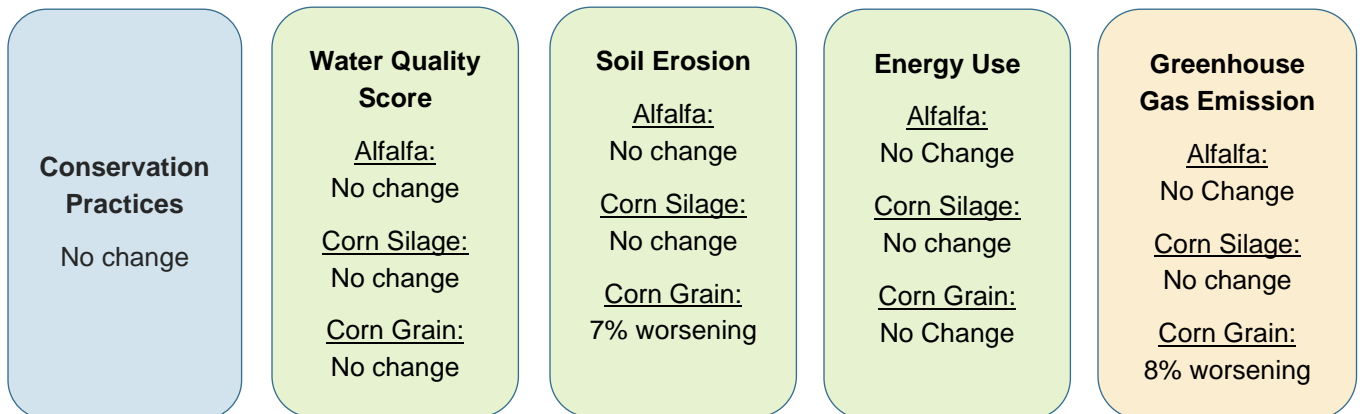 Conservation
Practices
No change
Water Quality
Score
Alfalfa:
No change
Corn Silage:
No change
Corn Grain:
No change
Soil Erosion
Alfalfa:
No change
Corn Silage:
No change
Corn Grain:
7% worsening
Energy Use
Alfalfa:
No Change
Corn Silage:
No change
Corn Grain:
No Change
Greenhouse
Gas Emission
Alfalfa:
No Change
Corn Silage:
No change
Corn Grain:
8% worsening